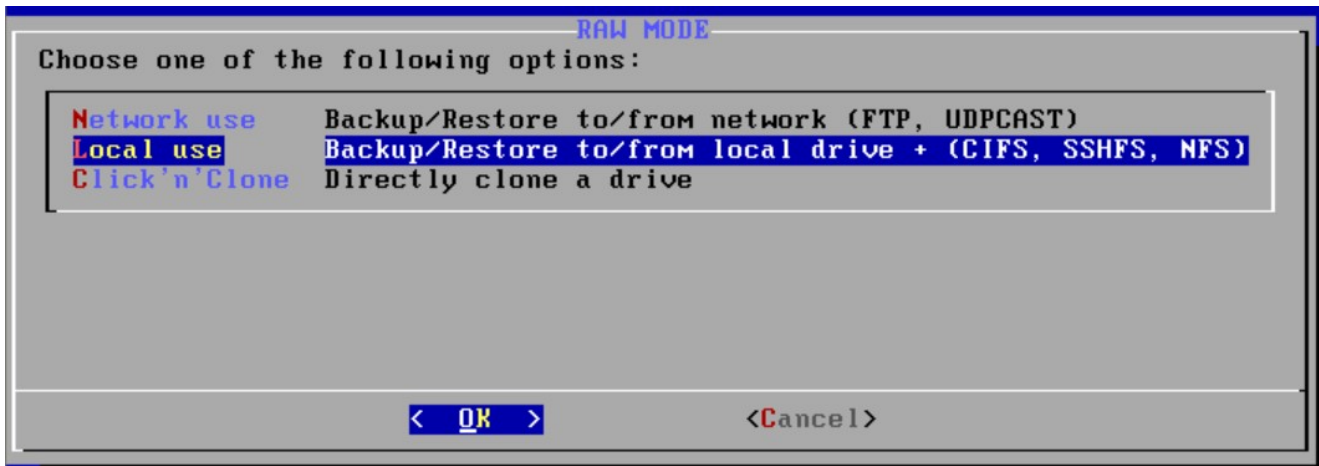 RAW MODE
Choose one of the following options:
Network use Backup/Restore to/from network (FTP, UDPCAST)
Local use Backup/Restore to/from local drive + (CIFS, SSHFS, NFS)
Click'n'Clone Directly clone a drive
< OK > <Cancel>